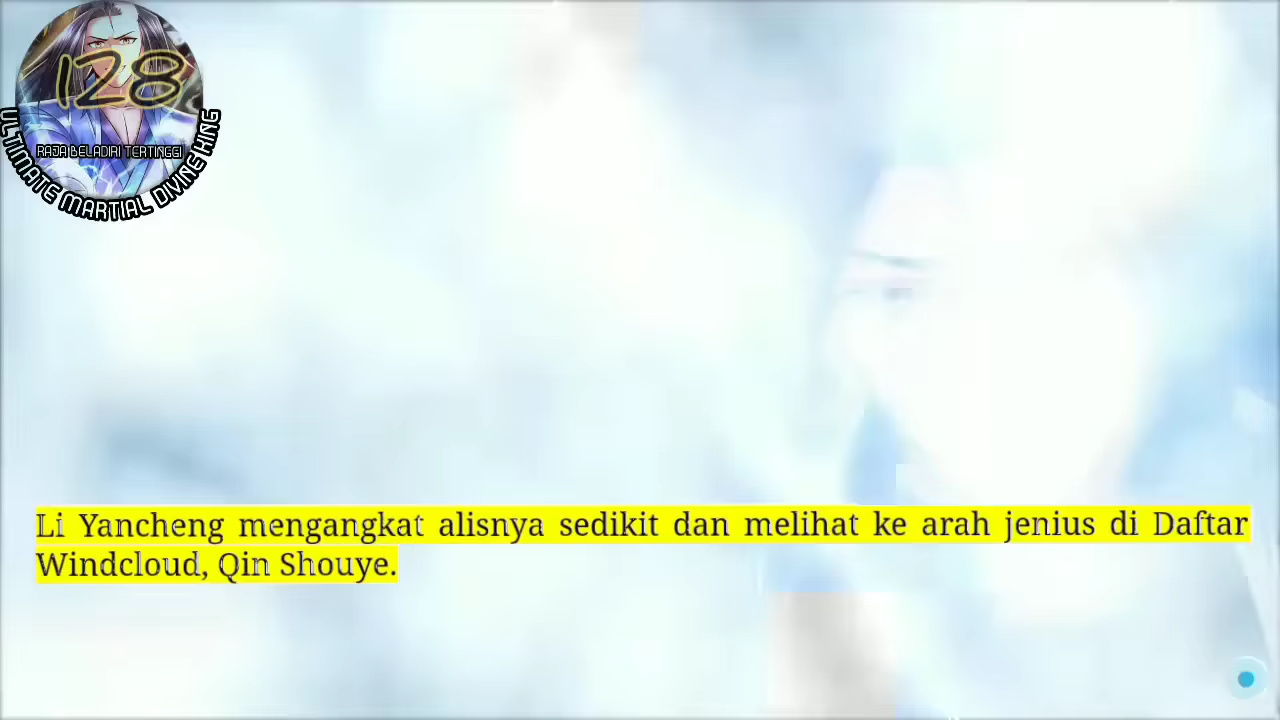 128
RAJA BELADIRI TERTINGGI
ULTIMATE MARTIAL DIVINE KING
Li Yancheng mengangkat alisnya sedikit dan melihat ke arah jenius di Daftar
Windcloud, Qin Shouye.